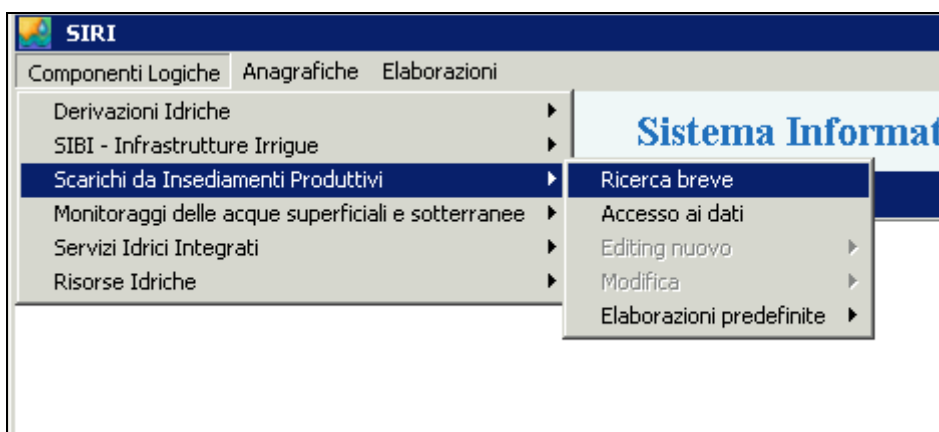 SIRI
Componenti Logiche Anagrafiche Elaborazioni
Derivazioni Idriche
SIBI - Infrastrutture Irrigue
Scarichi da Insediamenti Produttivi
Monitoraggi delle acque superficiali e sotterranee
Servizi Idrici Integrati
Risorse Idriche
Sistema Informat
Ricerca breve
Accesso ai dati
Editing nuovo
Modifica
Elaborazioni predefinite